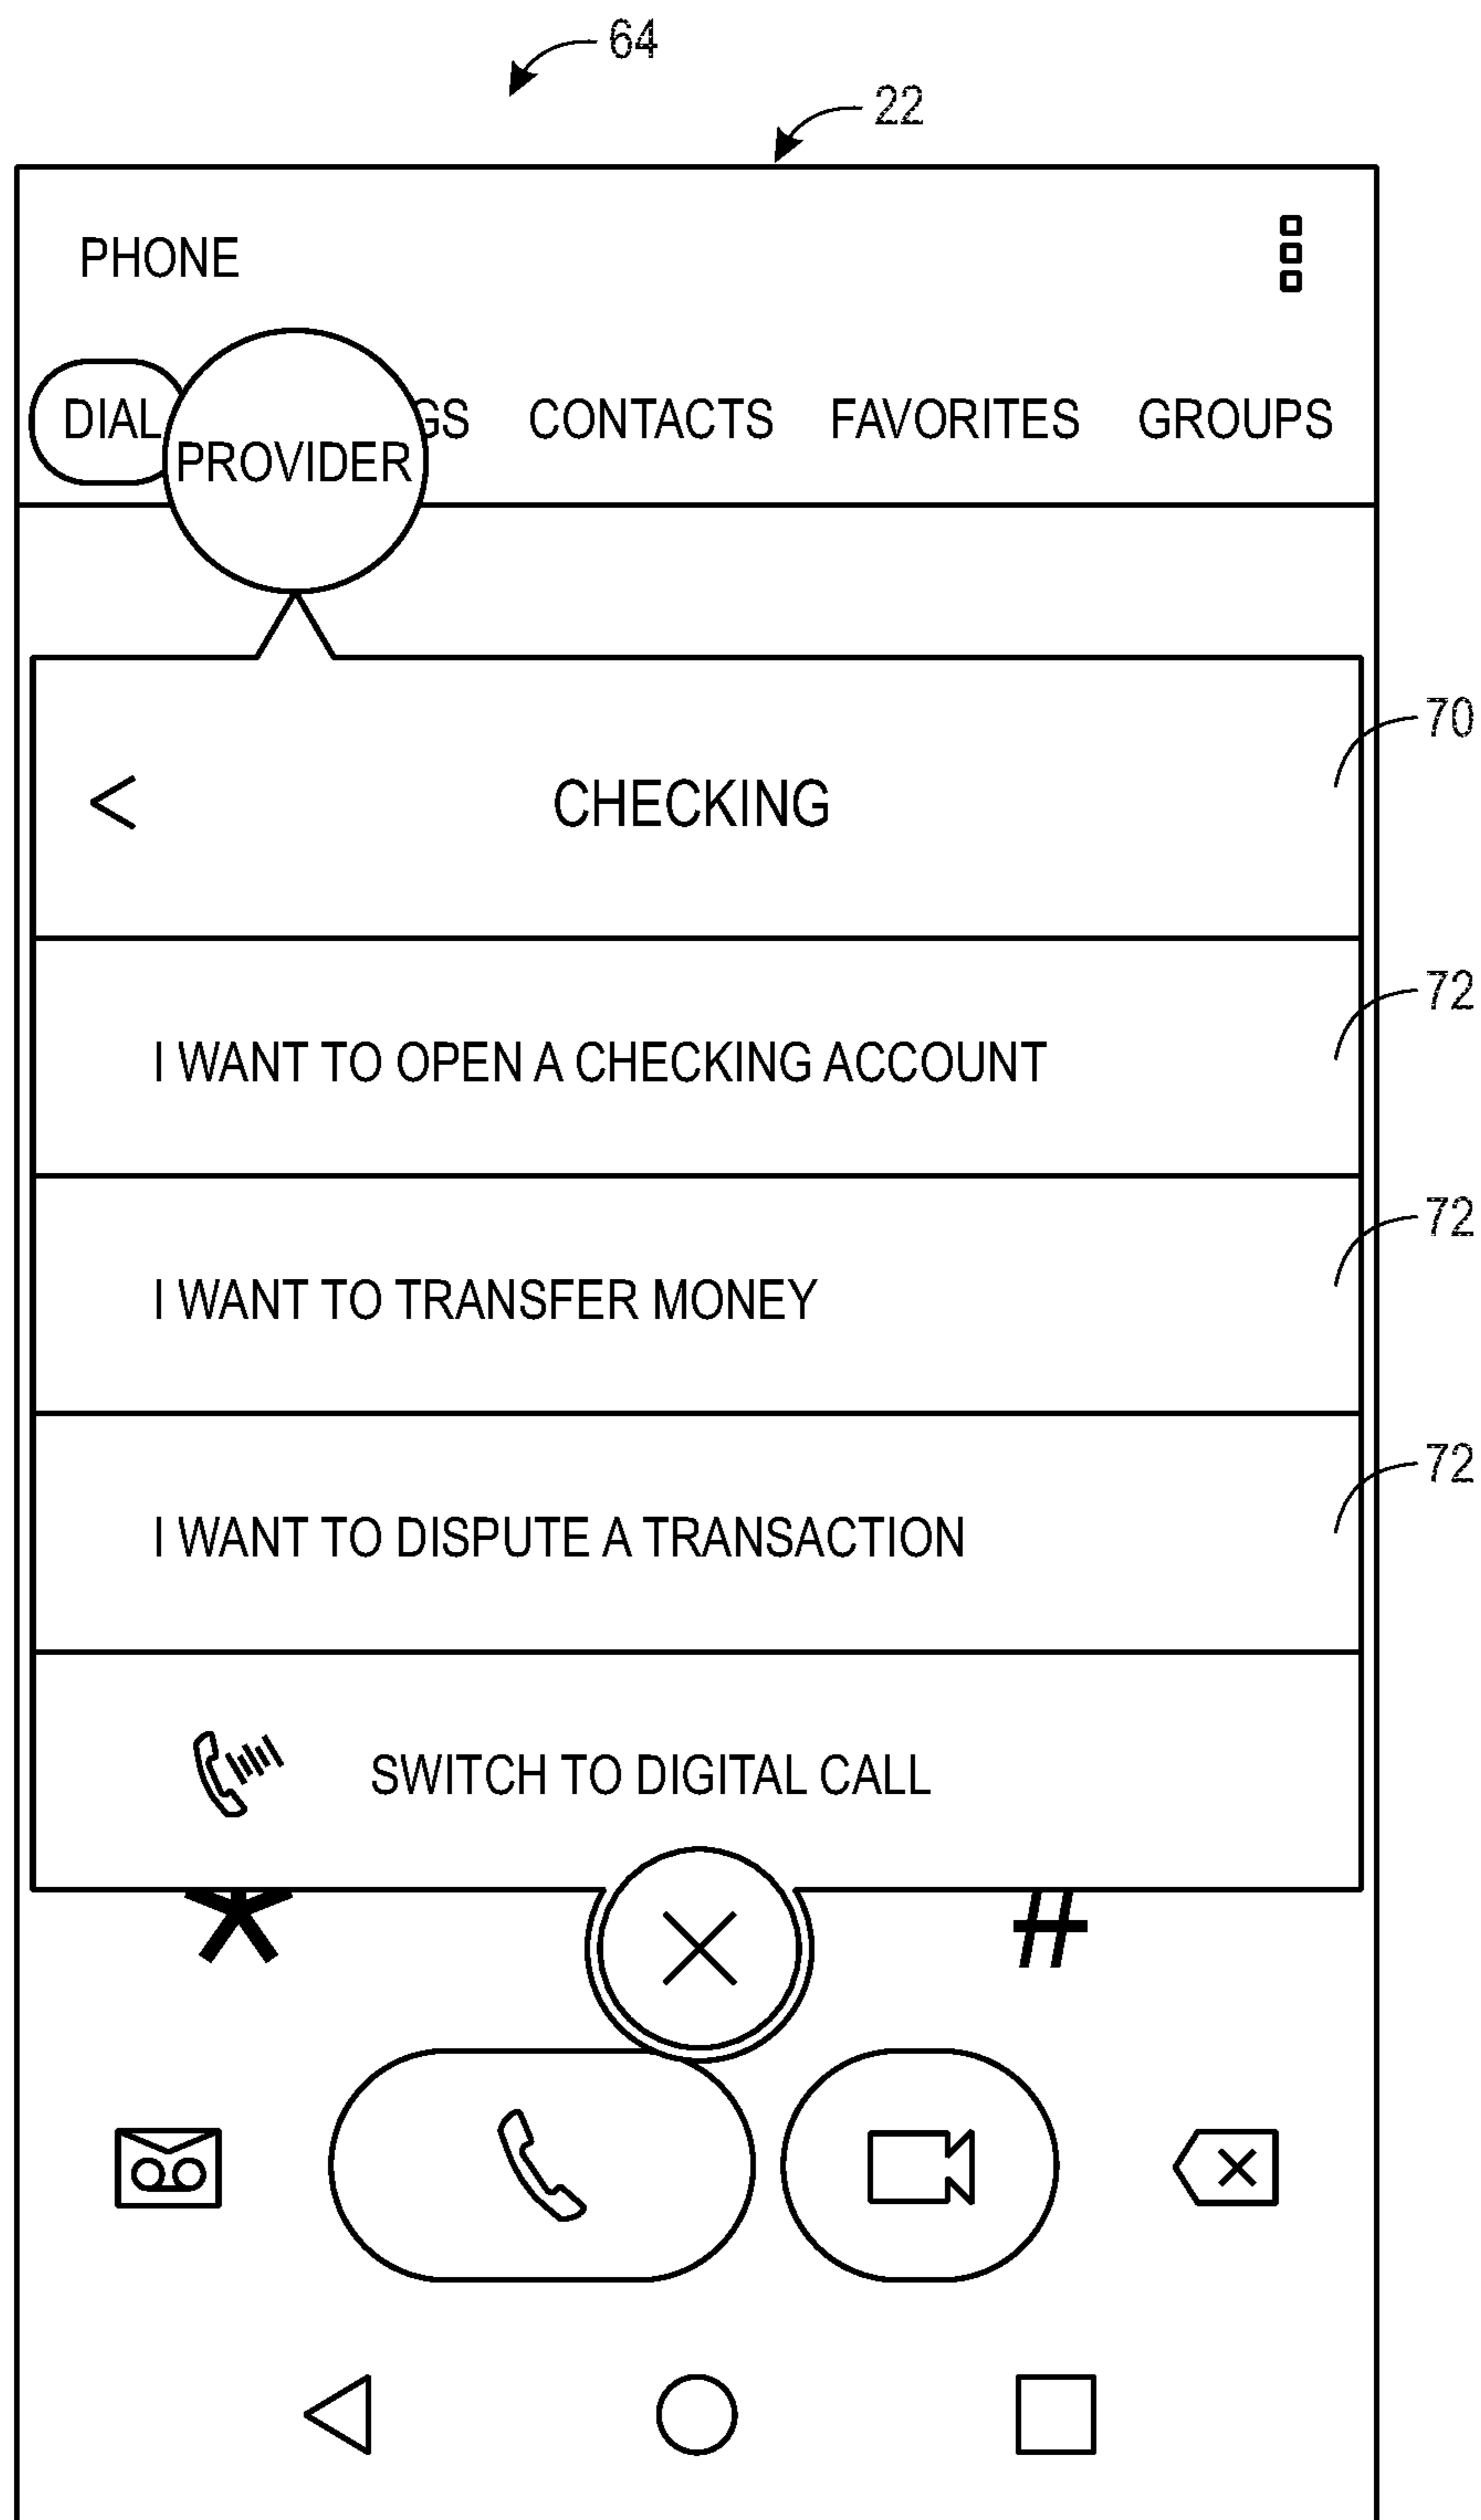 64
22
PHONE
DIAL GS CONTACTS FAVORITES GROUPS
PROVIDER
70
< CHECKING
72
I WANT TO OPEN A CHECKING ACCOUNT
72
I WANT TO TRANSFER MONEY
72
I WANT TO DISPUTE A TRANSACTION
SWITCH TO DIGITAL CALL
* #